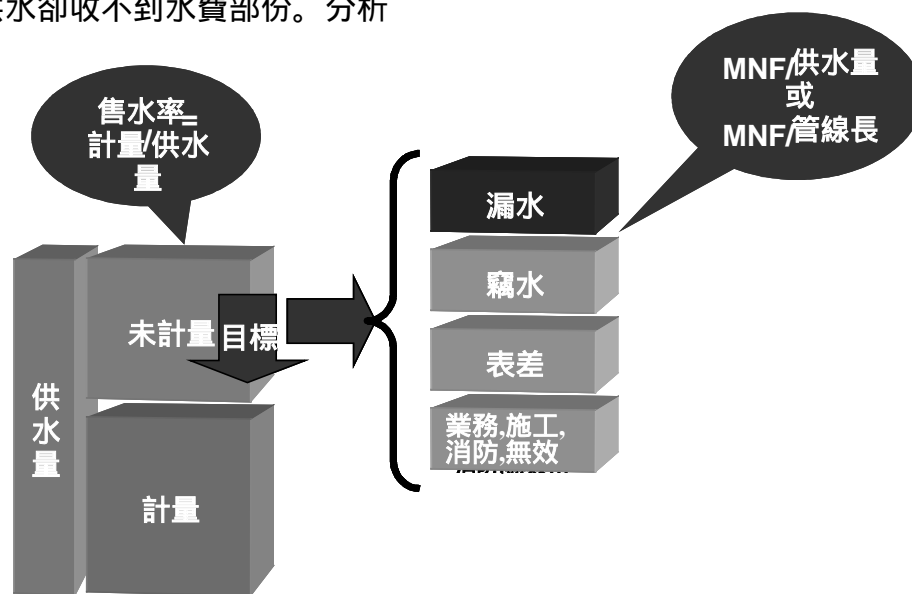 供水卻收不到水費部份。分析
售水率=
計量/供水
量
MNF/供水量
或
MNF/管線長
漏水
竊水
未計量
目標
表差
供
水
量
業務,施工,
消防,無效
計量